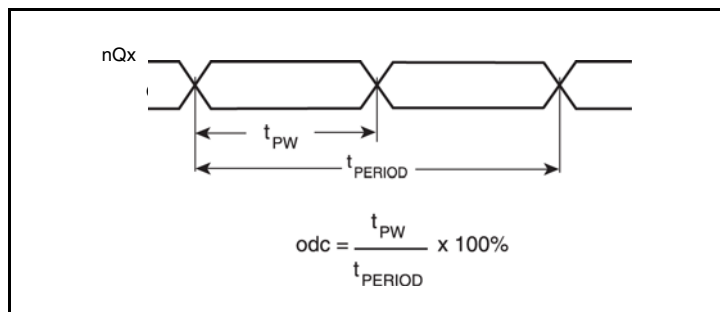 nQx
tPW
tPERIOD
odc = tPW / tPERIOD x 100%